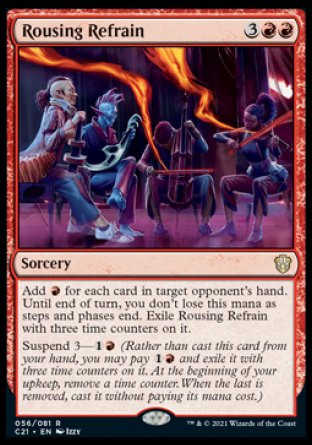 Rousing Refrain 3
Sorcery
Add for each card in target opponent's hand.
Until end of turn, you don't lose this mana as
steps and phases end. Exile Rousing Refrain
with three time counters on it.
Suspend 3—1 (Rather than cast this card from
your hand, you may pay 1 and exile it with
three time counters on it. At the beginning of your
upkeep, remove a time counter. When the last is
removed, cast it without paying its mana cost.)
056/081 R
C21 • EN Izzy
™ & © 2021 Wizards of the Coast